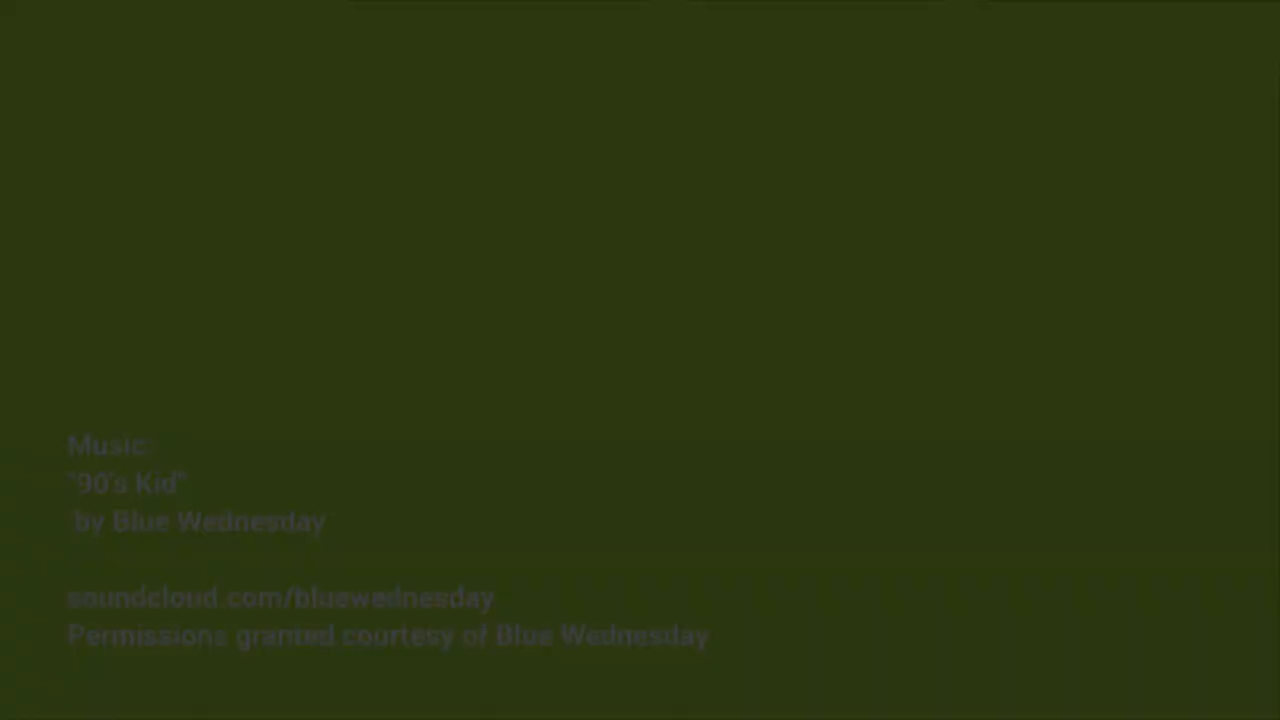 Music:
"90's Kid"
by Blue Wednesday
soundcloud.com/bluewednesday
Permissions granted courtesy of Blue Wednesday